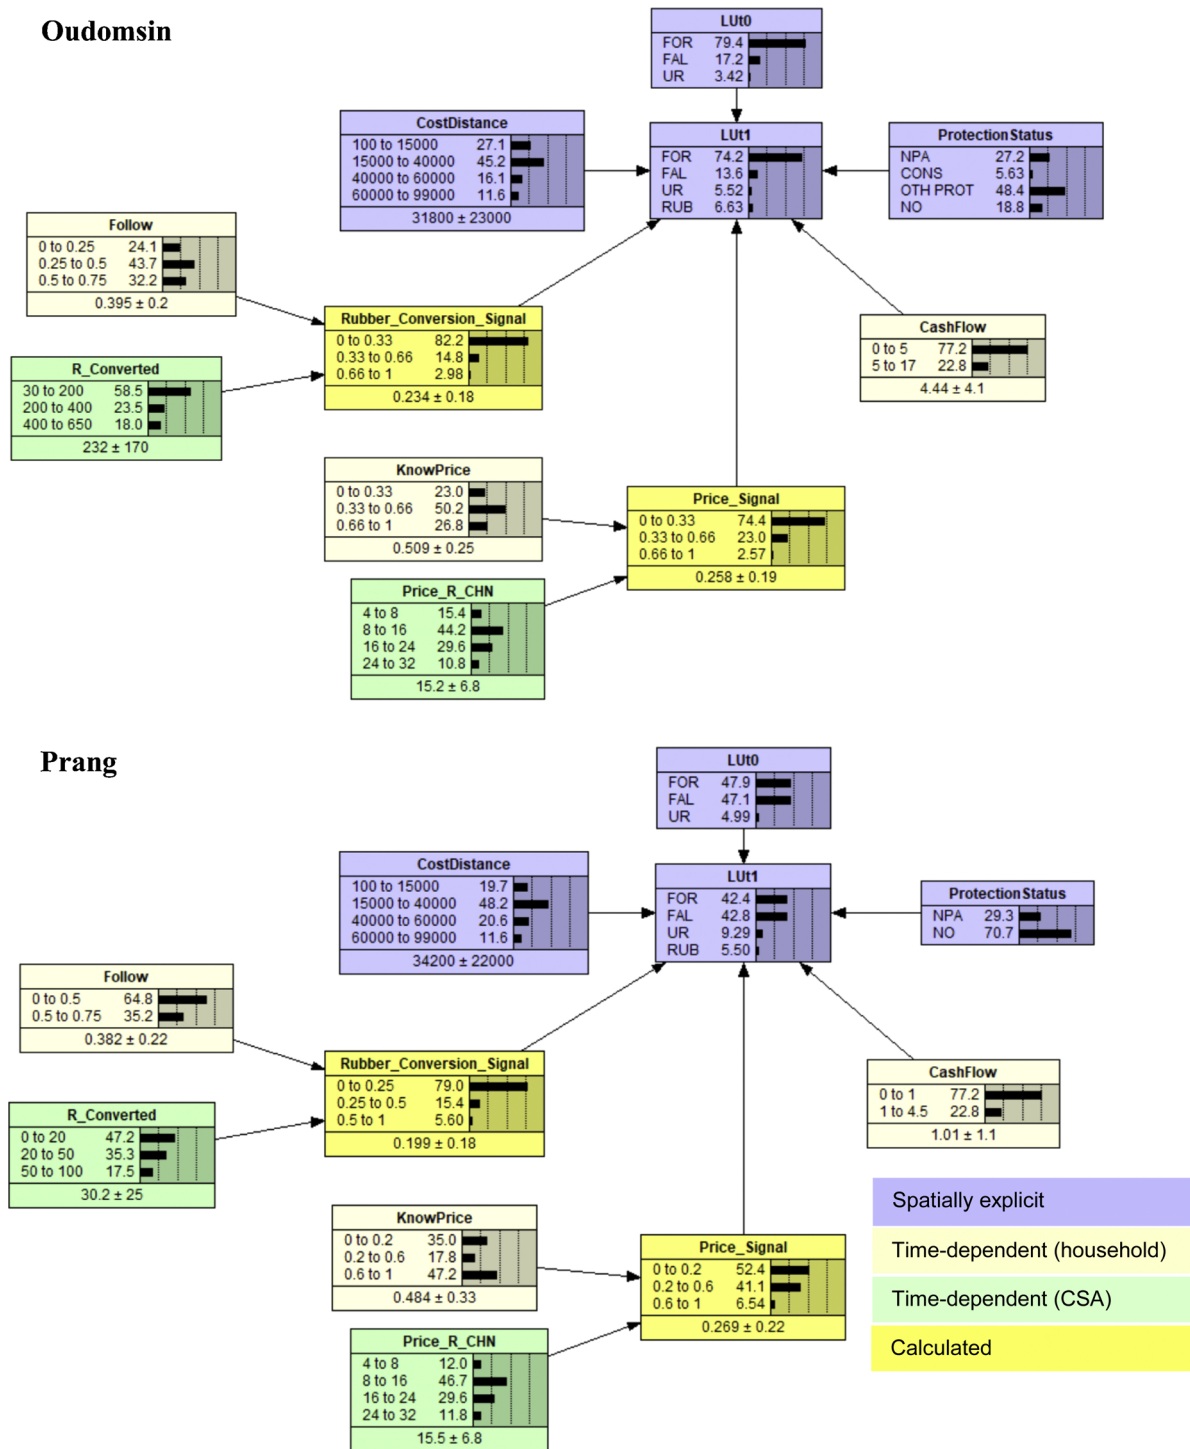 Oudomsin
LUt0
FOR 79.4
FAL 17.2
UR 3.42
CostDistance
100 to 15000 27.1
15000 to 40000 45.2
40000 to 60000 16.1
60000 to 99000 11.6
31800 ± 23000
LUt1
FOR 74.2
FAL 13.6
UR 5.52
RUB 6.63
ProtectionStatus
NPA 27.2
CONS 5.63
OTH PROT 48.4
NO 18.8
Follow
0 to 0.25 24.1
0.25 to 0.5 43.7
0.5 to 0.75 32.2
0.395 ± 0.2
Rubber_Conversion_Signal
0 to 0.33 82.2
0.33 to 0.66 14.8
0.66 to 1 2.98
0.234 ± 0.18
CashFlow
0 to 5 77.2
5 to 17 22.8
4.44 ± 4.1
R_Converted
30 to 200 58.5
200 to 400 23.5
400 to 650 18.0
232 ± 170
KnowPrice
0 to 0.33 23.0
0.33 to 0.66 50.2
0.66 to 1 26.8
0.509 ± 0.25
Price_Signal
0 to 0.33 74.4
0.33 to 0.66 23.0
0.66 to 1 2.57
0.258 ± 0.19
Price_R_CHN
4 to 8 15.4
8 to 16 44.2
16 to 24 29.6
24 to 32 10.8
15.2 ± 6.8
Prang
LUt0
FOR 47.9
FAL 47.1
UR 4.99
CostDistance
100 to 15000 19.7
15000 to 40000 48.2
40000 to 60000 20.6
60000 to 99000 11.6
34200 ± 22000
LUt1
FOR 42.4
FAL 42.8
UR 9.29
RUB 5.50
ProtectionStatus
NPA 29.3
NO 70.7
Follow
0 to 0.5 64.8
0.5 to 0.75 35.2
0.382 ± 0.22
Rubber_Conversion_Signal
0 to 0.25 79.0
0.25 to 0.5 15.4
0.5 to 1 5.60
0.199 ± 0.18
CashFlow
0 to 1 77.2
1 to 4.5 22.8
1.01 ± 1.1
R_Converted
0 to 20 47.2
20 to 50 35.3
50 to 100 17.5
30.2 ± 25
KnowPrice
0 to 0.2 35.0
0.2 to 0.6 17.8
0.6 to 1 47.2
0.484 ± 0.33
Price_Signal
0 to 0.2 52.4
0.2 to 0.6 41.1
0.6 to 1 6.54
0.269 ± 0.22
Price_R_CHN
4 to 8 12.0
8 to 16 46.7
16 to 24 29.6
24 to 32 11.8
15.5 ± 6.8
Spatially explicit
Time-dependent (household)
Time-dependent (CSA)
Calculated